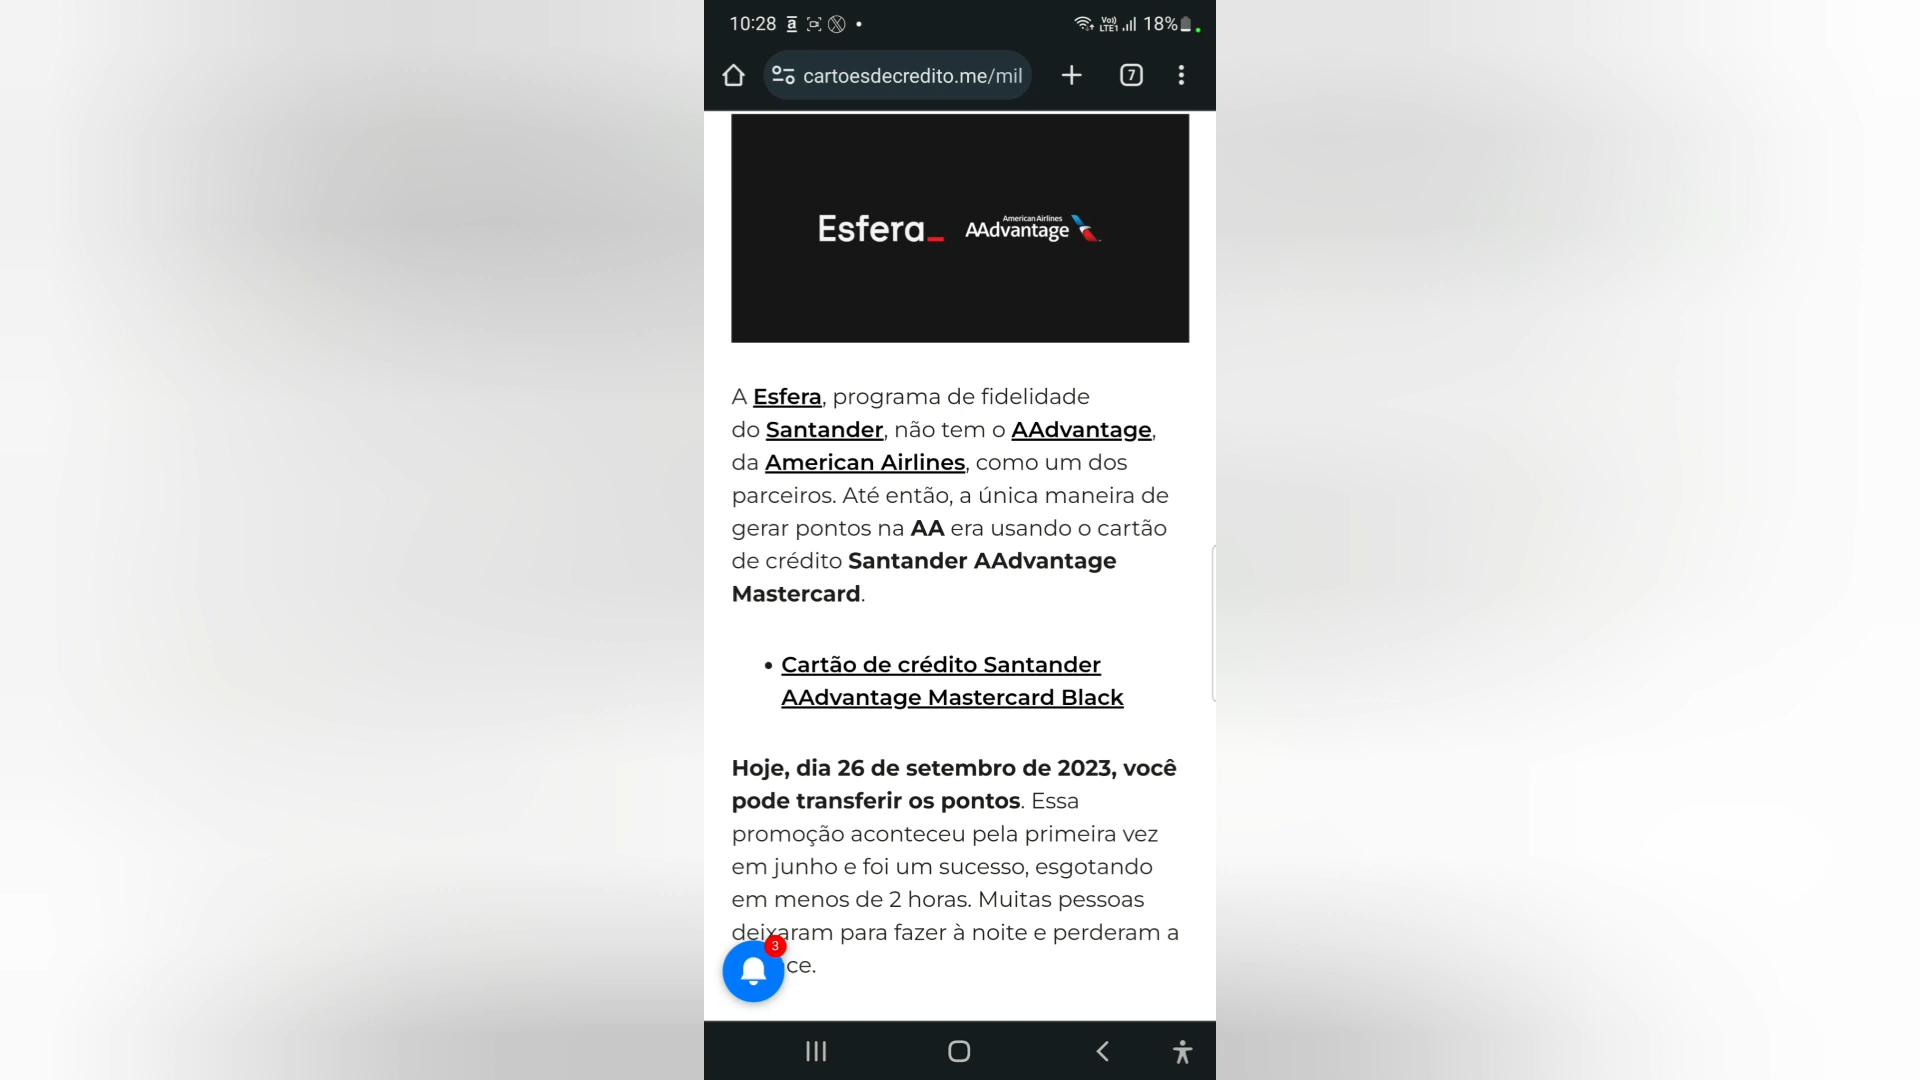 10:28
Vo))
LTE1
18%
cartoesdecredito.me/mil
7
Esfera_
American Airlines
AAdvantage
A Esfera, programa de fidelidade
do Santander, não tem o AAdvantage,
da American Airlines, como um dos
parceiros. Até então, a única maneira de
gerar pontos na AA era usando o cartão
de crédito Santander AAdvantage
Mastercard.
• Cartão de crédito Santander
AAdvantage Mastercard Black
Hoje, dia 26 de setembro de 2023, você
pode transferir os pontos. Essa
promoção aconteceu pela primeira vez
em junho e foi um sucesso, esgotando
em menos de 2 horas. Muitas pessoas
deixaram para fazer à noite e perderam a
3
ce.